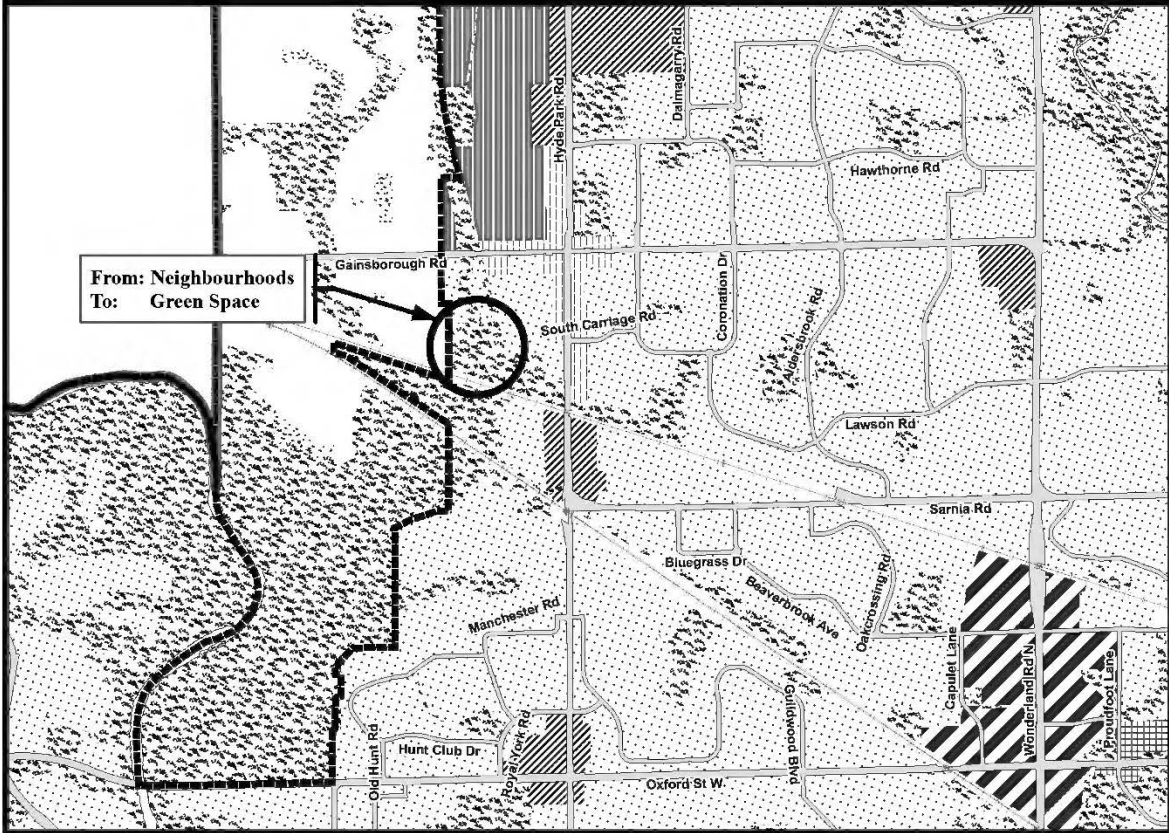 Dalmagarry Rd
Hyde Park Rd
Hawthorne Rd
Gainsborough Rd
From: Neighbourhoods
To: Green Space
Coronation Dr
South Carriage Rd
Aldersbrook Rd
Lawson Rd
Sarnia Rd
Bluegrass Dr
Beaverbrook Ave
Oakcrossing Rd
Manchester Rd
Capulet Lane
Wonderland Rd N
Proudfoot Lane
Guildwood Blvd
Old Hunt Rd
Hunt Club Dr
Royal York Rd
Oxford St W